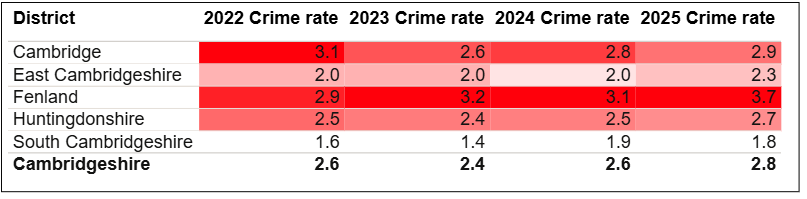 District 2022 Crime rate 2023 Crime rate 2024 Crime rate 2025 Crime rate
Cambridge 3.1 2.6 2.8 2.9
East Cambridgeshire 2.0 2.0 2.0 2.3
Fenland 2.9 3.2 3.1 3.7
Huntingdonshire 2.5 2.4 2.5 2.7
South Cambridgeshire 1.6 1.4 1.9 1.8
Cambridgeshire 2.6 2.4 2.6 2.8